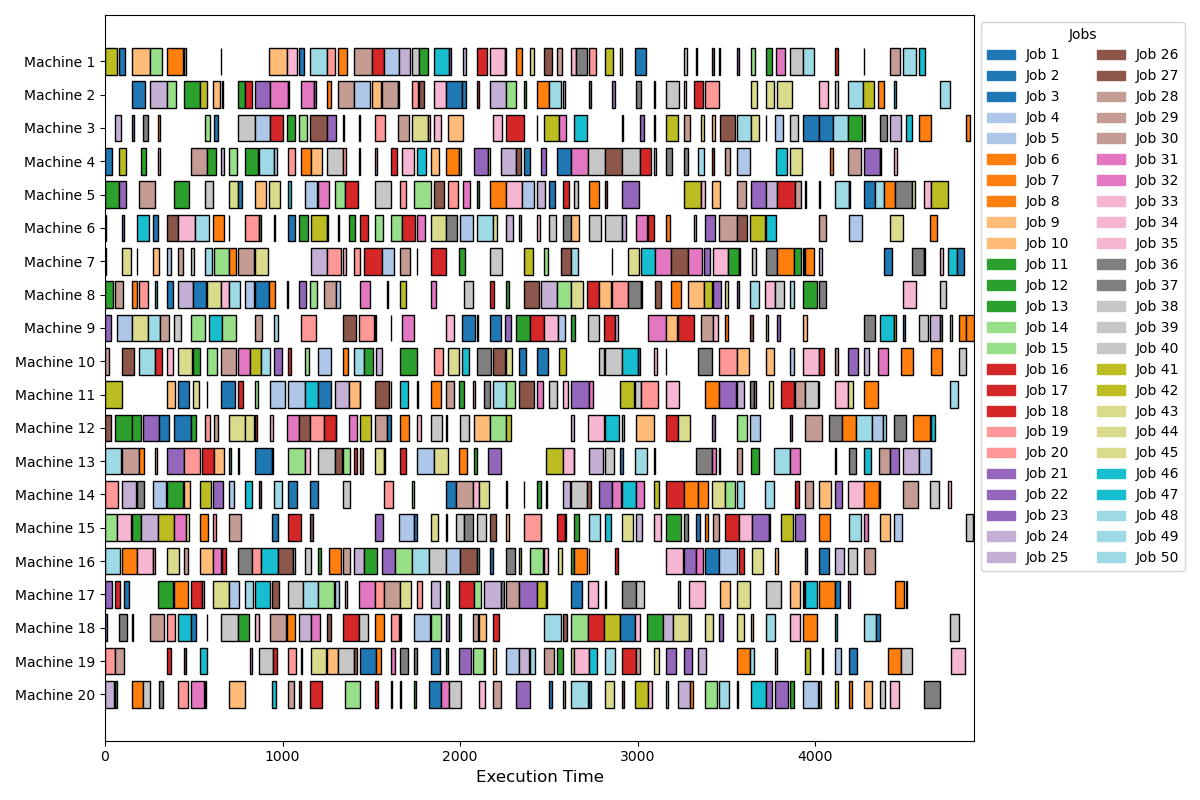 Machine 1
Machine 2
Machine 3
Machine 4
Machine 5
Machine 6
Machine 7
Machine 8
Machine 9
Machine 10
Machine 11
Machine 12
Machine 13
Machine 14
Machine 15
Machine 16
Machine 17
Machine 18
Machine 19
Machine 20
0 1000 2000 3000 4000
Execution Time
Jobs
Job 1 Job 26
Job 2 Job 27
Job 3 Job 28
Job 4 Job 29
Job 5 Job 30
Job 6 Job 31
Job 7 Job 32
Job 8 Job 33
Job 9 Job 34
Job 10 Job 35
Job 11 Job 36
Job 12 Job 37
Job 13 Job 38
Job 14 Job 39
Job 15 Job 40
Job 16 Job 41
Job 17 Job 42
Job 18 Job 43
Job 19 Job 44
Job 20 Job 45
Job 21 Job 46
Job 22 Job 47
Job 23 Job 48
Job 24 Job 49
Job 25 Job 50